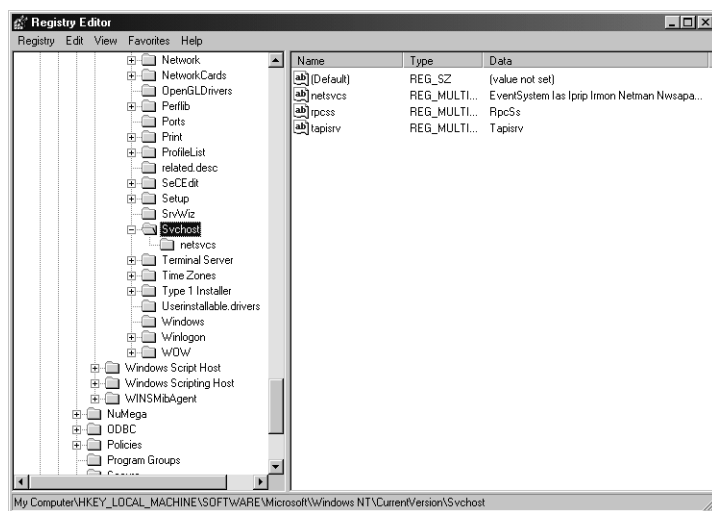 Registry Editor
Registry Edit View Favorites Help
Network
NetworkCards
OpenGLDrivers
Perflib
Ports
Print
ProfileList
related.desc
SeCEdit
Setup
SrvWiz
Svchost
netsvcs
Terminal Server
Time Zones
Type 1 Installer
Userinstallable.drivers
Windows
Winlogon
WOW
Windows Script Host
Windows Scripting Host
WINSMibAgent
NuMega
ODBC
Policies
Program Groups
Name Type Data
ab (Default) REG_SZ (value not set)
ab netsvcs REG_MULTI... EventSystem Ias Iprip Irmon Netman Nwsapa...
ab rpcss REG_MULTI... RpcSs
ab tapisrv REG_MULTI... Tapisrv
My Computer\HKEY_LOCAL_MACHINE\SOFTWARE\Microsoft\Windows NT\CurrentVersion\Svchost